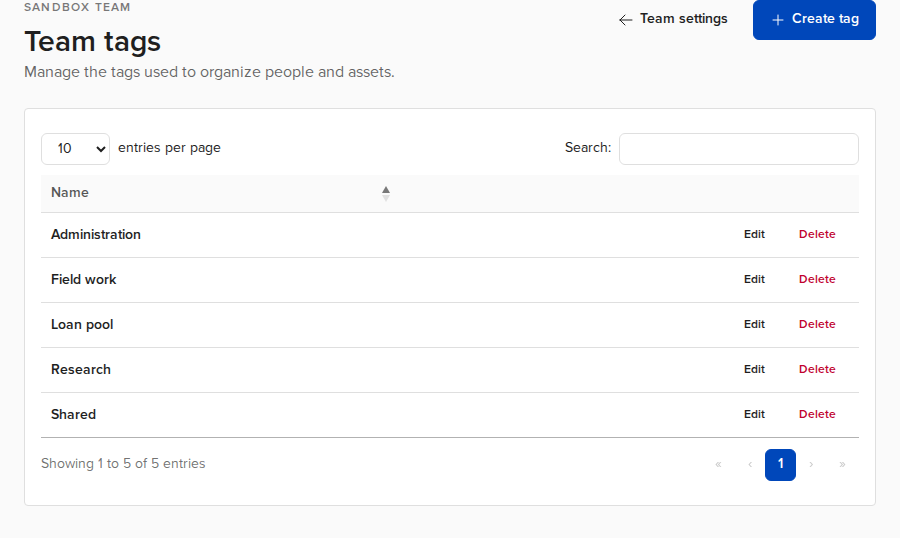 SANDBOX TEAM
Team tags
Manage the tags used to organize people and assets.
← Team settings
+ Create tag
10 entries per page
Search:
Name
Administration Edit Delete
Field work Edit Delete
Loan pool Edit Delete
Research Edit Delete
Shared Edit Delete
Showing 1 to 5 of 5 entries
« ‹ 1 › »